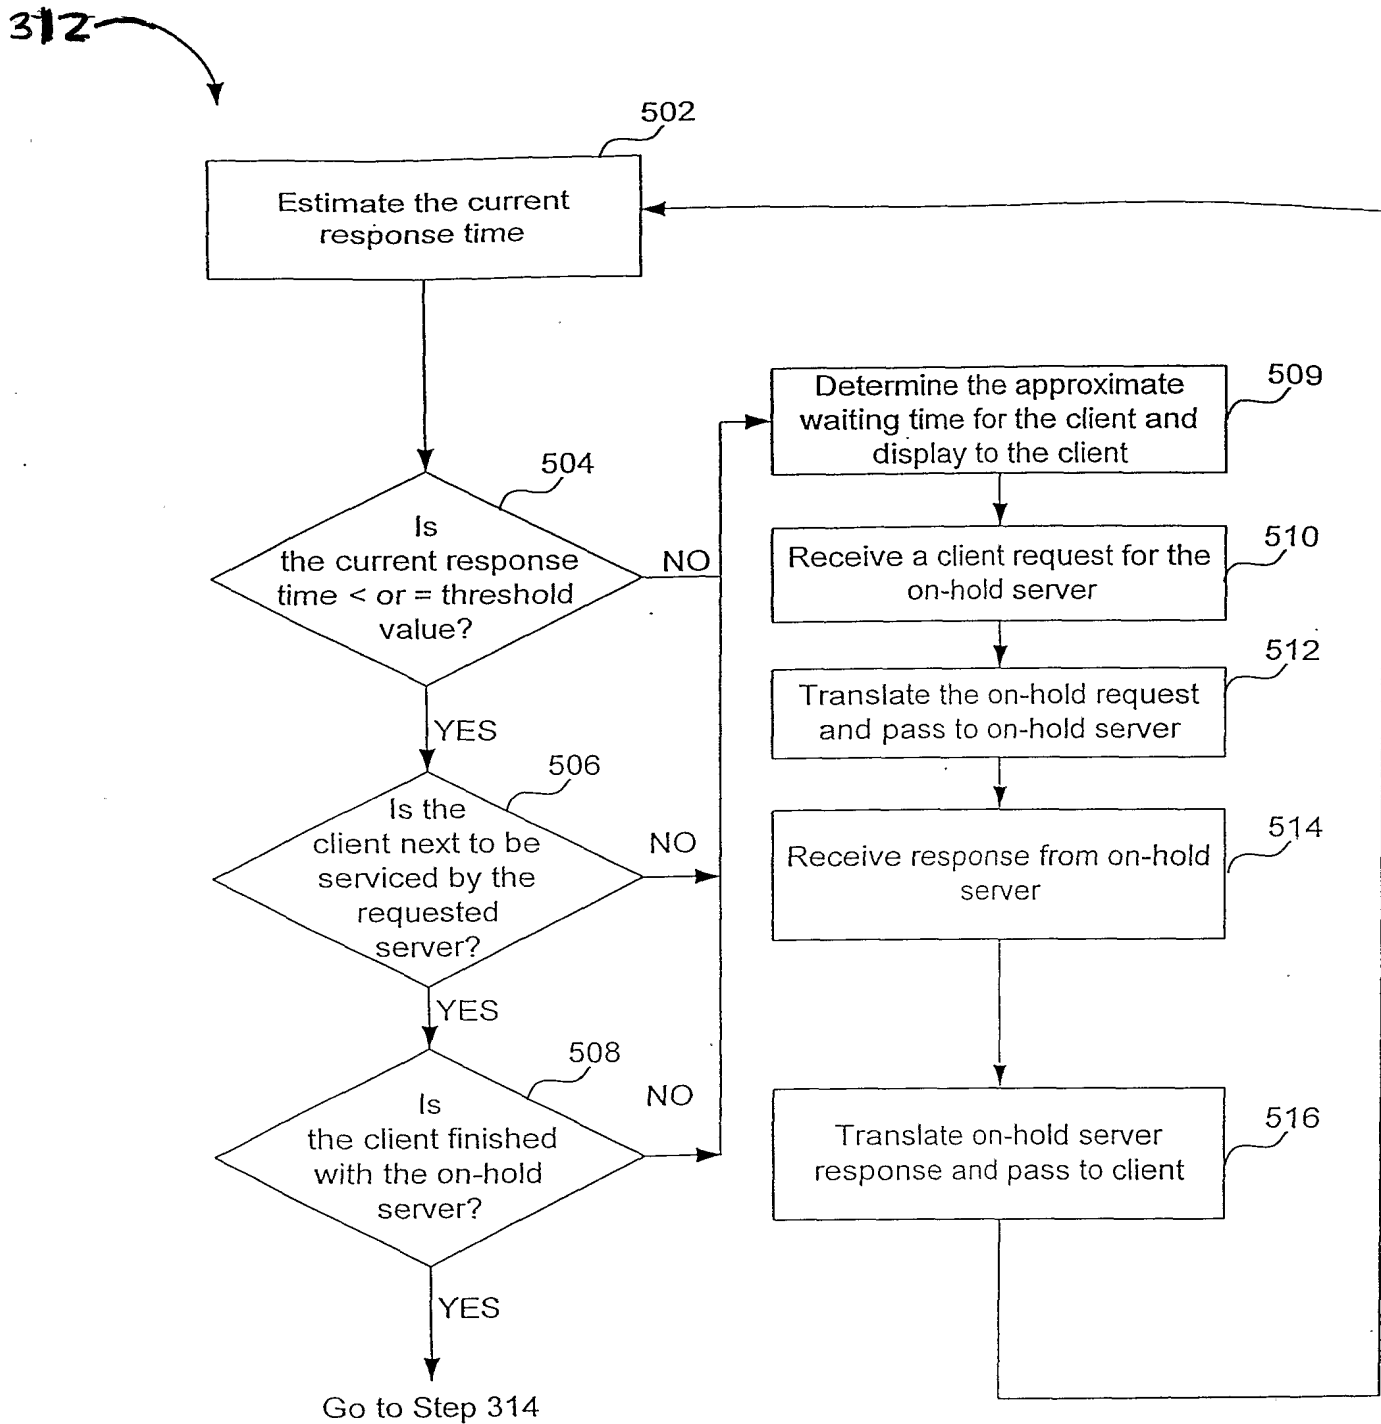 312
502
Estimate the current
response time
504
Is
the current response
time < or = threshold
value?
NO
YES
506
Is the
client next to be
serviced by the
requested
server?
NO
YES
508
Is
the client finished
with the on-hold
server?
NO
YES
Go to Step 314
509
Determine the approximate
waiting time for the client and
display to the client
510
Receive a client request for the
on-hold server
512
Translate the on-hold request
and pass to on-hold server
514
Receive response from on-hold
server
516
Translate on-hold server
response and pass to client